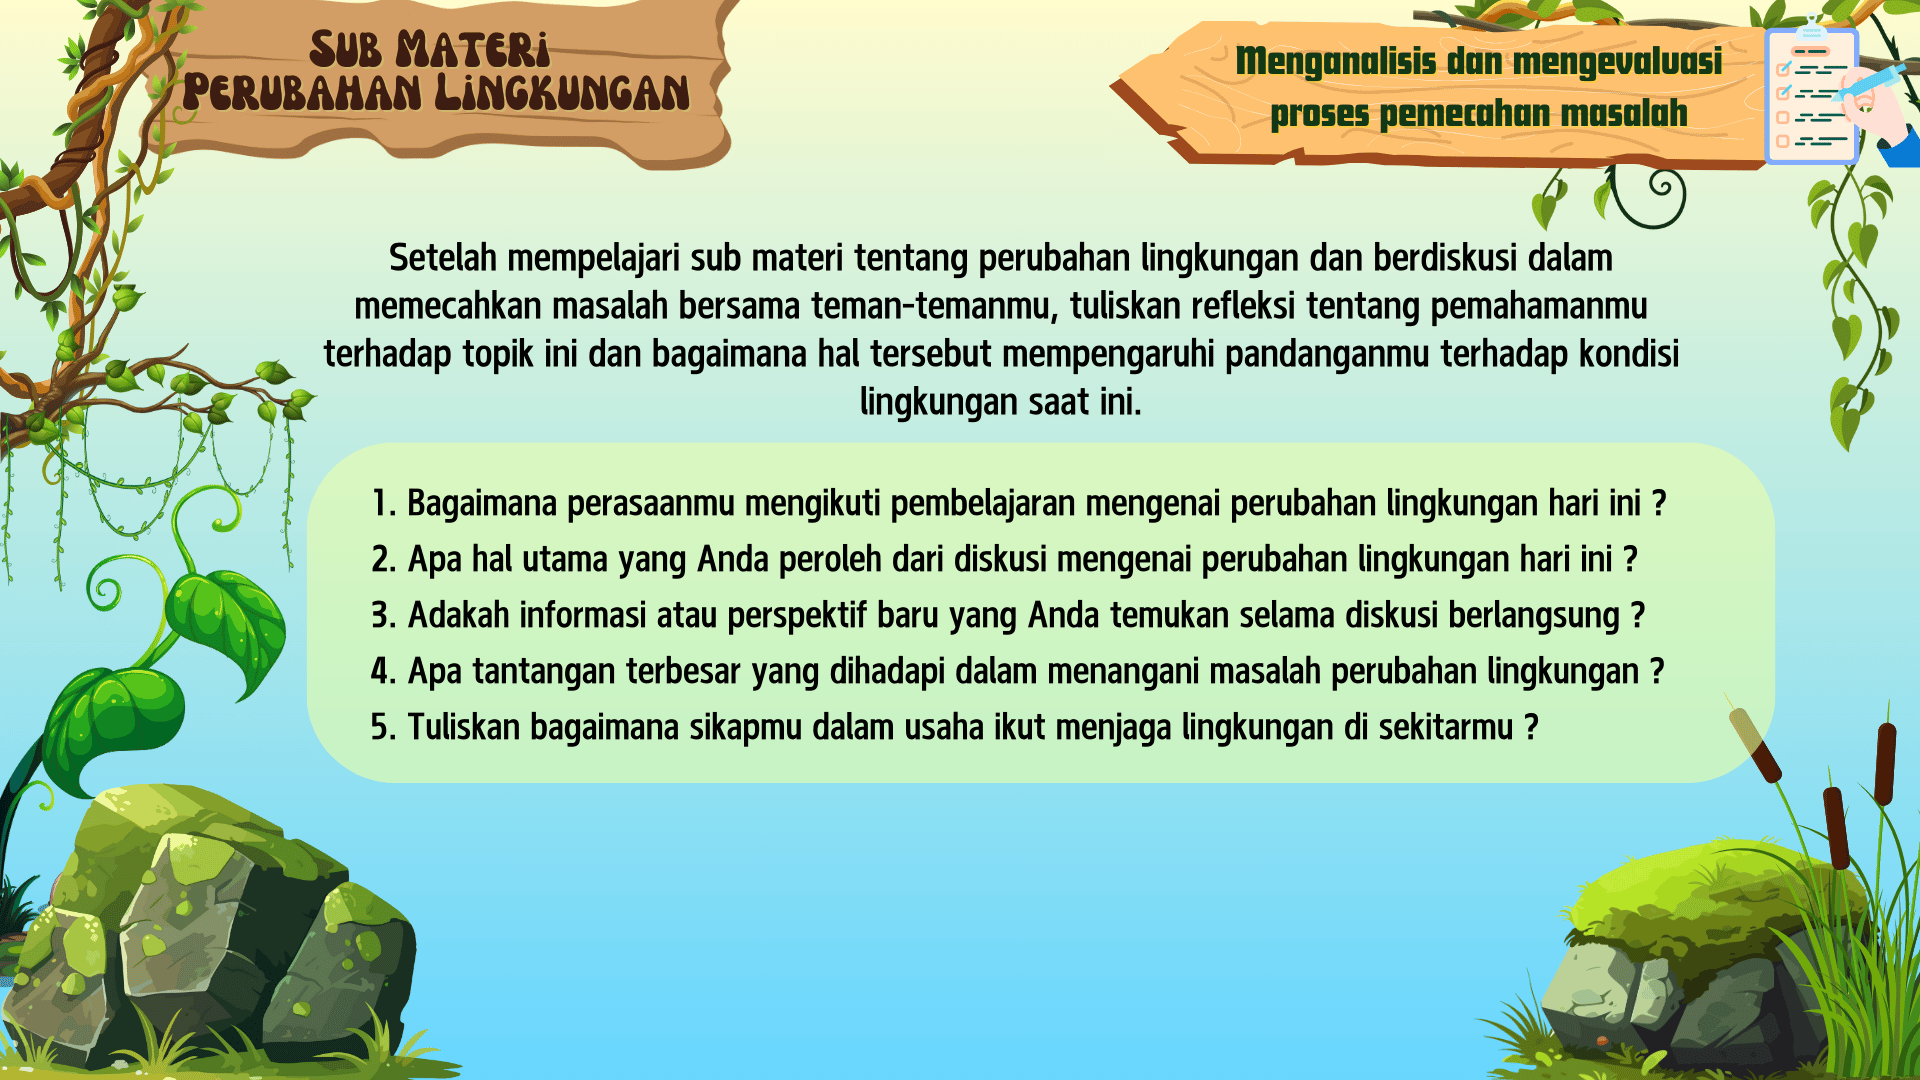 Sub Materi
Perubahan Lingkungan
Menganalisis dan mengevaluasi
proses pemecahan masalah
Setelah mempelajari sub materi tentang perubahan lingkungan dan berdiskusi dalam
memecahkan masalah bersama teman-temanmu, tuliskan refleksi tentang pemahamanmu
terhadap topik ini dan bagaimana hal tersebut mempengaruhi pandanganmu terhadap kondisi
lingkungan saat ini.
1. Bagaimana perasaanmu mengikuti pembelajaran mengenai perubahan lingkungan hari ini ?
2. Apa hal utama yang Anda peroleh dari diskusi mengenai perubahan lingkungan hari ini ?
3. Adakah informasi atau perspektif baru yang Anda temukan selama diskusi berlangsung ?
4. Apa tantangan terbesar yang dihadapi dalam menangani masalah perubahan lingkungan ?
5. Tuliskan bagaimana sikapmu dalam usaha ikut menjaga lingkungan di sekitarmu ?